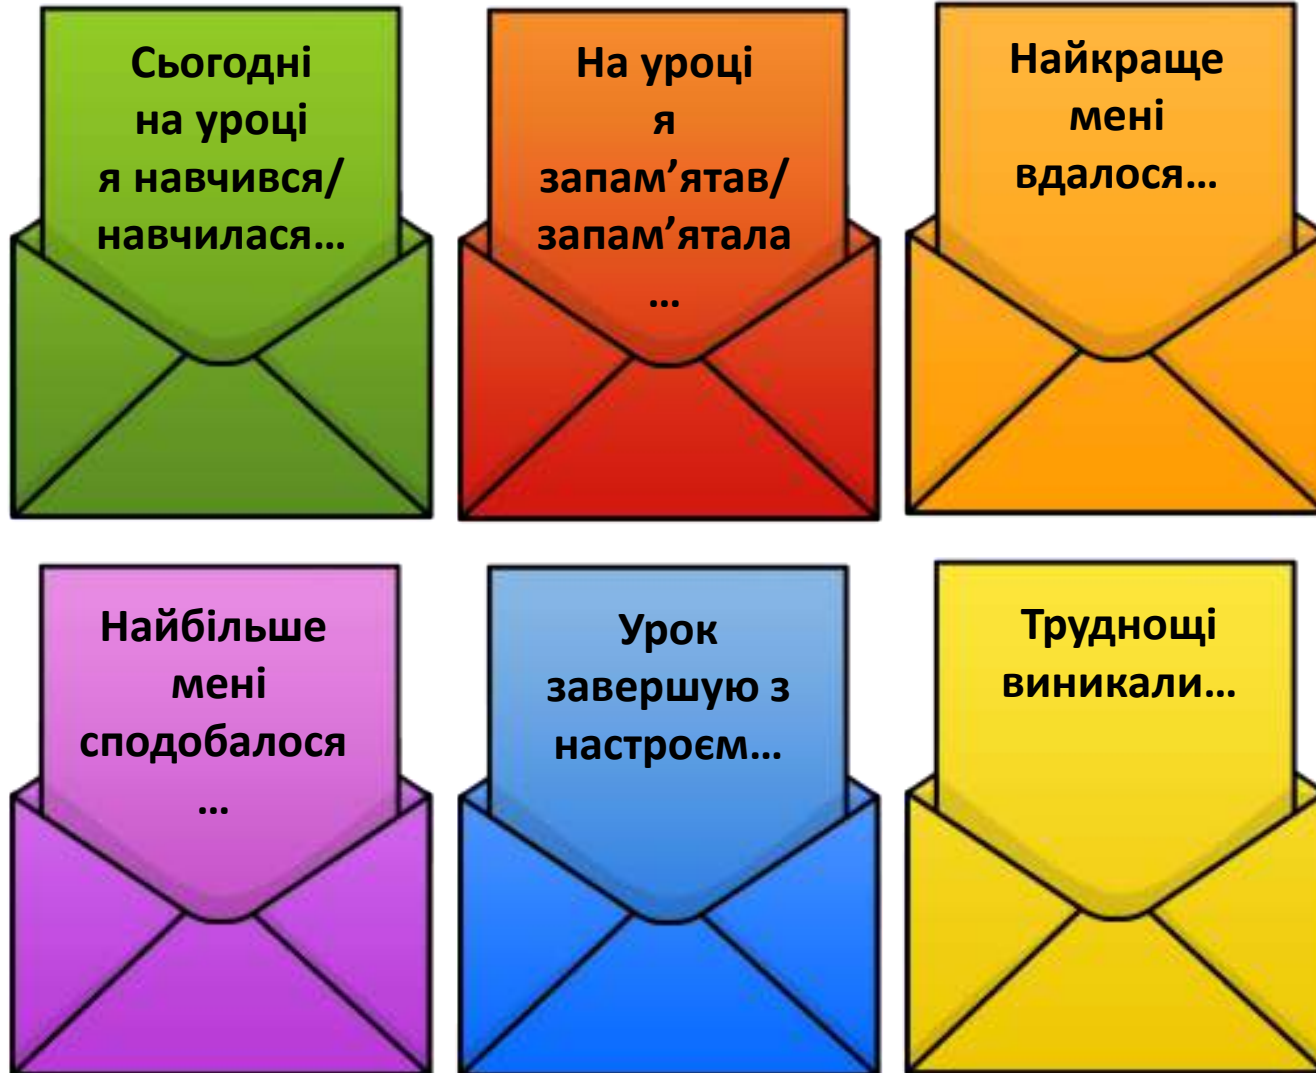 Сьогодні
на уроці
я навчився/
навчилася…
На уроці
я
запам’ятав/
запам’ятала
…
Найкраще
мені
вдалося…
Найбільше
мені
сподобалося
…
Урок
завершую з
настроєм…
Труднощі
виникали…